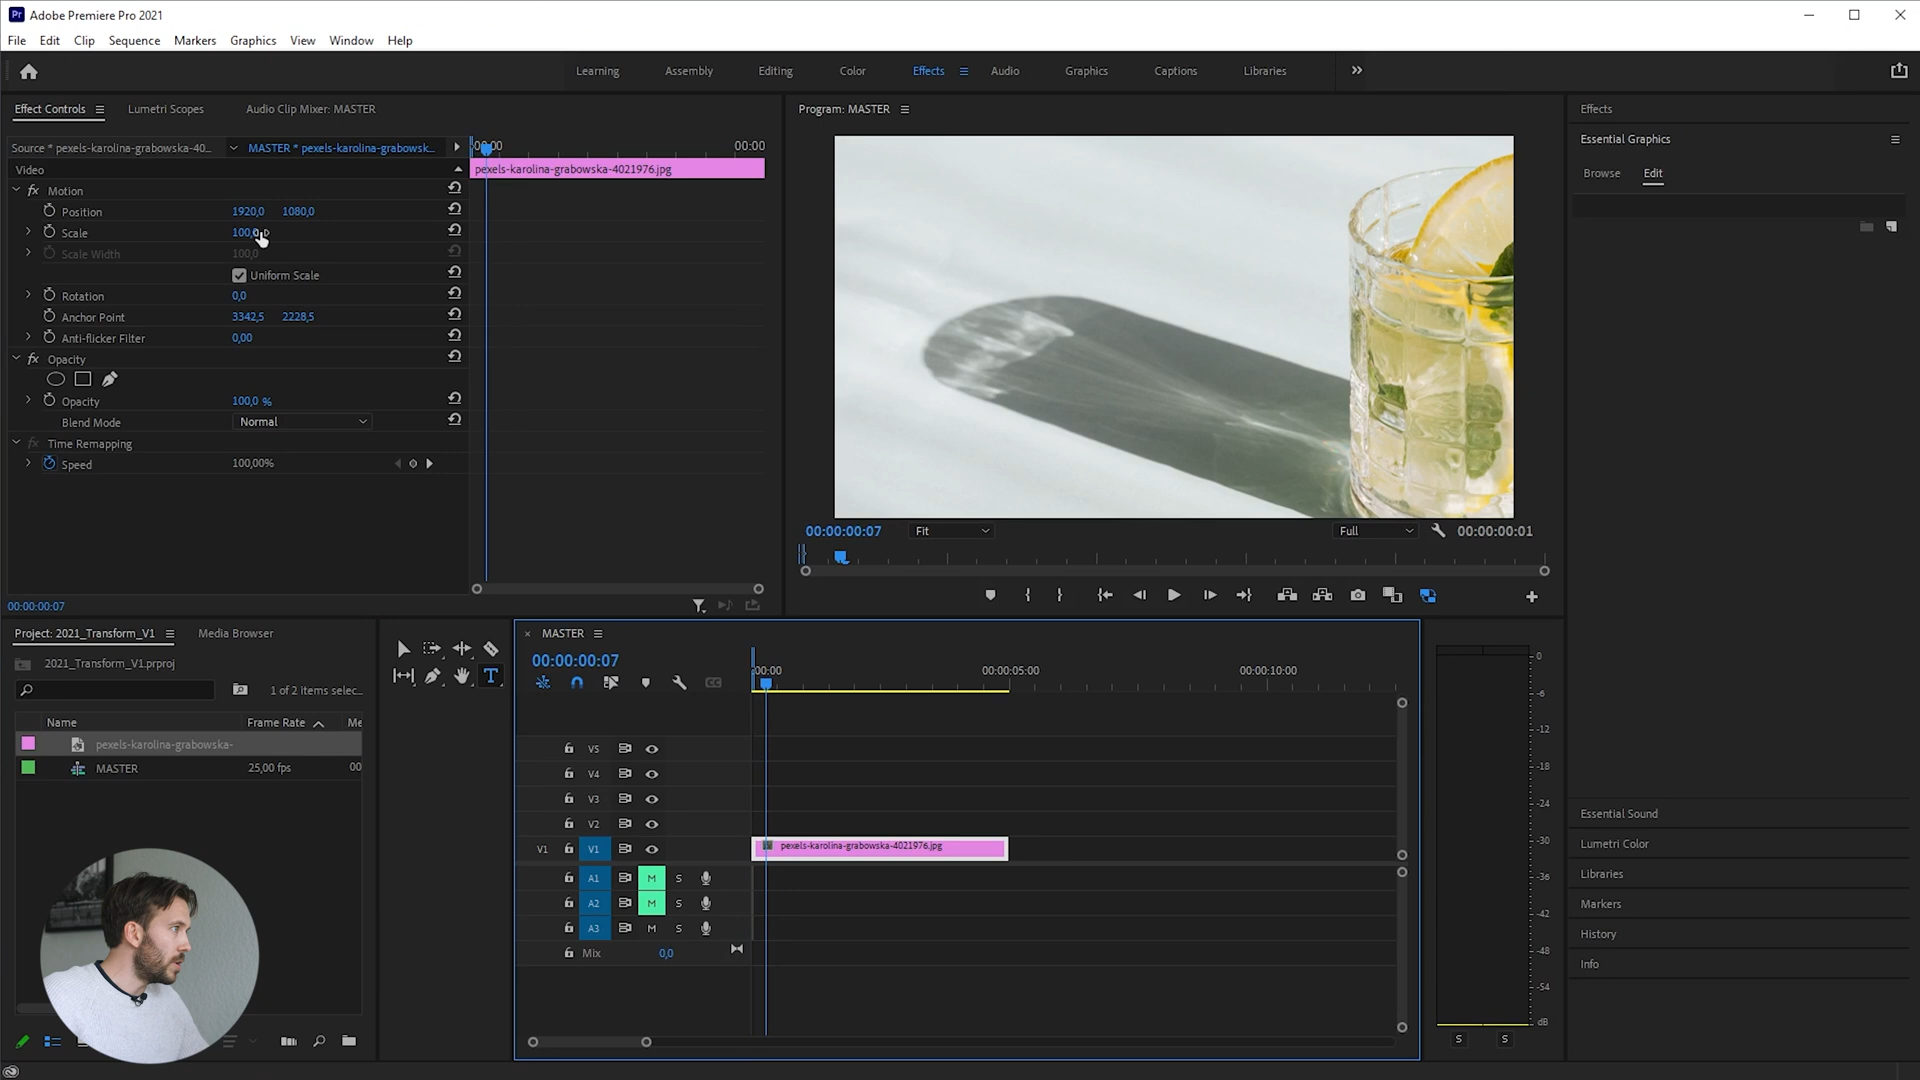 Adobe Premiere Pro 2021
File Edit Clip Sequence Markers Graphics View Window Help
Learning Assembly Editing Color Effects Audio Graphics Captions Libraries
Effect Controls Lumetri Scopes Audio Clip Mixer: MASTER
Source * pexels-karolina-grabowska-40... MASTER * pexels-karolina-grabowsk... :00:00 00:00
Video pexels-karolina-grabowska-4021976.jpg
Motion
Position 1920,0 1080,0
Scale
Scale Width 100,0
Uniform Scale
Rotation 0,0
Anchor Point 3342,5 2228,5
Anti-flicker Filter 0,00
Opacity
Opacity 100,0 %
Blend Mode Normal
Time Remapping
Speed 100,00%
00:00:00:07
Program: MASTER
00:00:00:07 Fit Full 00:00:00:01
Effects
Essential Graphics
Browse Edit
Essential Sound
Lumetri Color
Libraries
Markers
History
Info
Project: 2021_Transform_V1 Media Browser
2021_Transform_V1.prproj
1 of 2 items selec...
Name Frame Rate Me
pexels-karolina-grabowska-
MASTER 25,00 fps 00
MASTER
00:00:00:07
:00:00 00:00:05:00 00:00:10:00
V5
V4
V3
V2
V1 V1 pexels-karolina-grabowska-4021976.jpg
A1 M S
A2 M S
A3 M S
Mix 0,0
0
-6
-12
-18
-24
-30
-36
-42
-48
-54
dB
S S